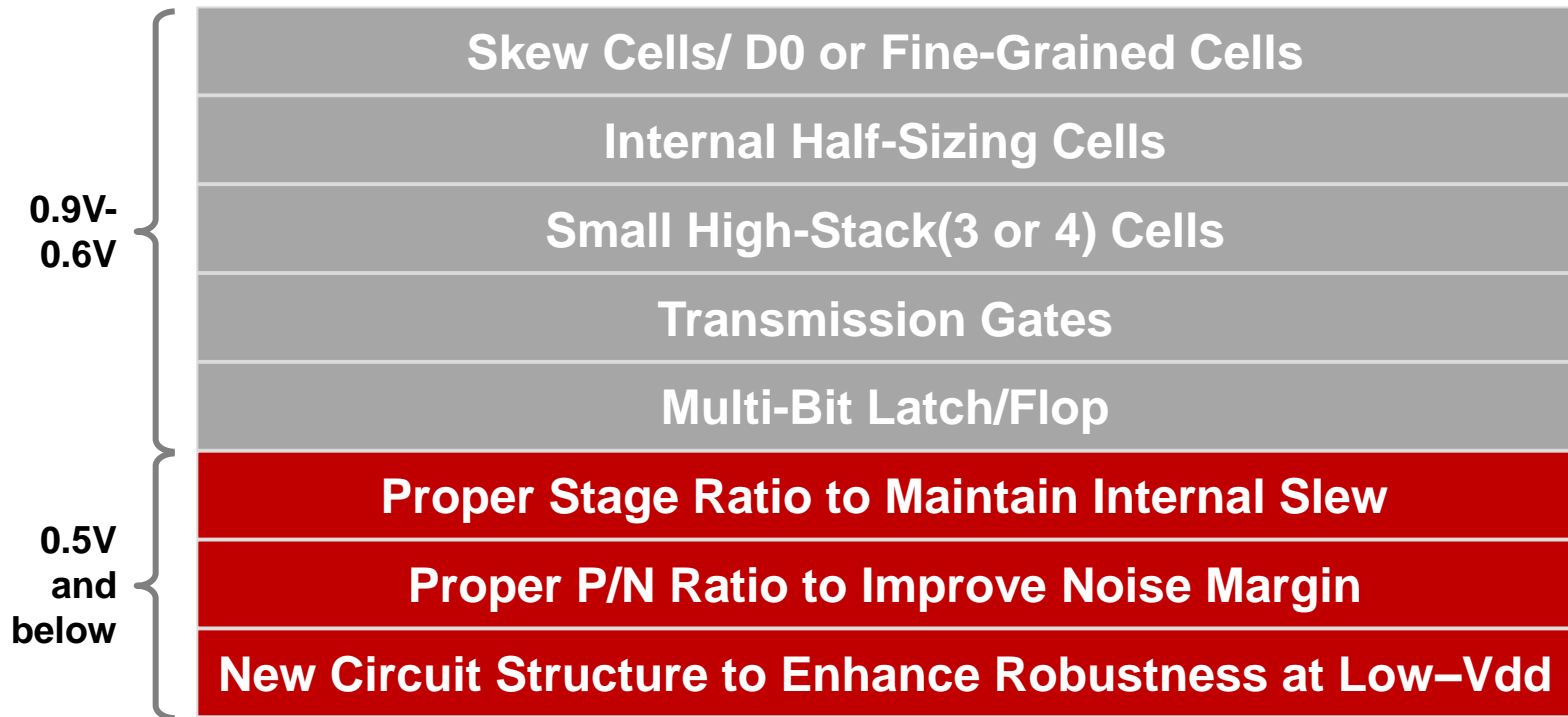 Skew Cells/ D0 or Fine-Grained Cells
Internal Half-Sizing Cells
0.9V-
0.6V
Small High-Stack(3 or 4) Cells
Transmission Gates
Multi-Bit Latch/Flop
Proper Stage Ratio to Maintain Internal Slew
0.5V
and
below
Proper P/N Ratio to Improve Noise Margin
New Circuit Structure to Enhance Robustness at Low–Vdd